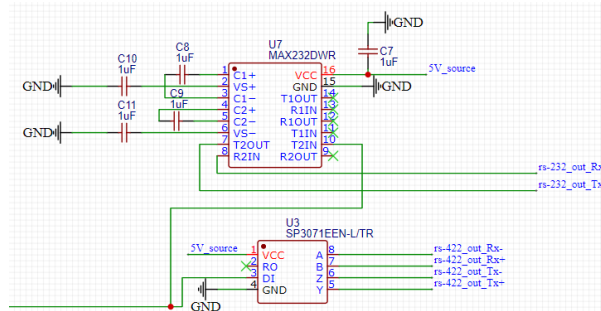 GND
U7
MAX232DWR
C8
1uF
C7
1uF
5V_source
C10
1uF
GND
C9
1uF
C11
1uF
GND
GND
1 C1+
2 VS+
3 C1-
4 C2+
5 C2-
6 VS-
7 T2OUT
8 R2IN
VCC 16
GND 15
T1OUT 14
R1IN 13
R1OUT 12
T1IN 11
T2IN 10
R2OUT 9
rs-232_out_Rx
rs-232_out_Tx
U3
SP3071EEN-L/TR
5V_source
1 VCC
2 RO
3 DI
4 GND
A 8
B 7
Z 6
Y 5
rs-422_out_Rx-
rs-422_out_Rx+
rs-422_out_Tx-
rs-422_out_Tx+
GND